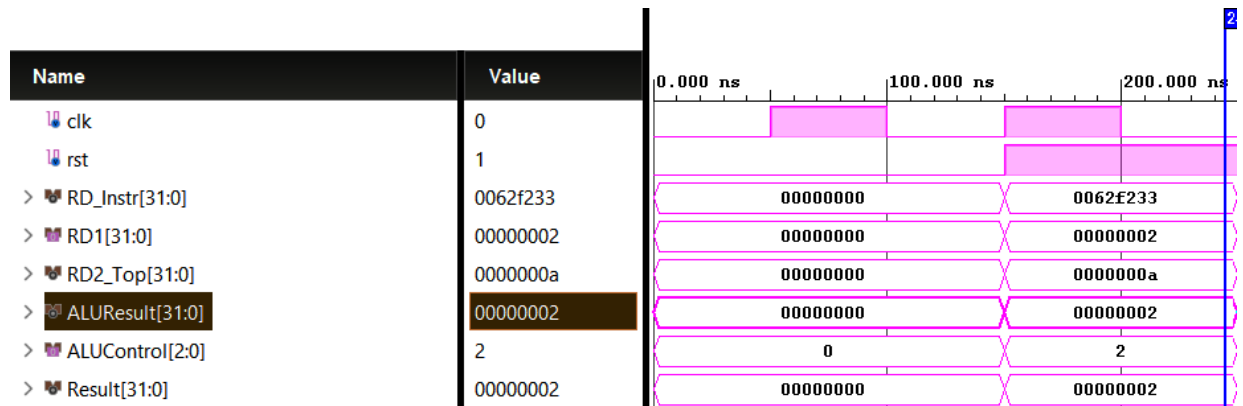 2
Name Value 0.000 ns 100.000 ns 200.000 ns
clk 0
rst 1
RD_Instr[31:0] 0062f233 00000000 0062f233
RD1[31:0] 00000002 00000000 00000002
RD2_Top[31:0] 0000000a 00000000 0000000a
ALUResult[31:0] 00000002 00000000 00000002
ALUControl[2:0] 2 0 2
Result[31:0] 00000002 00000000 00000002